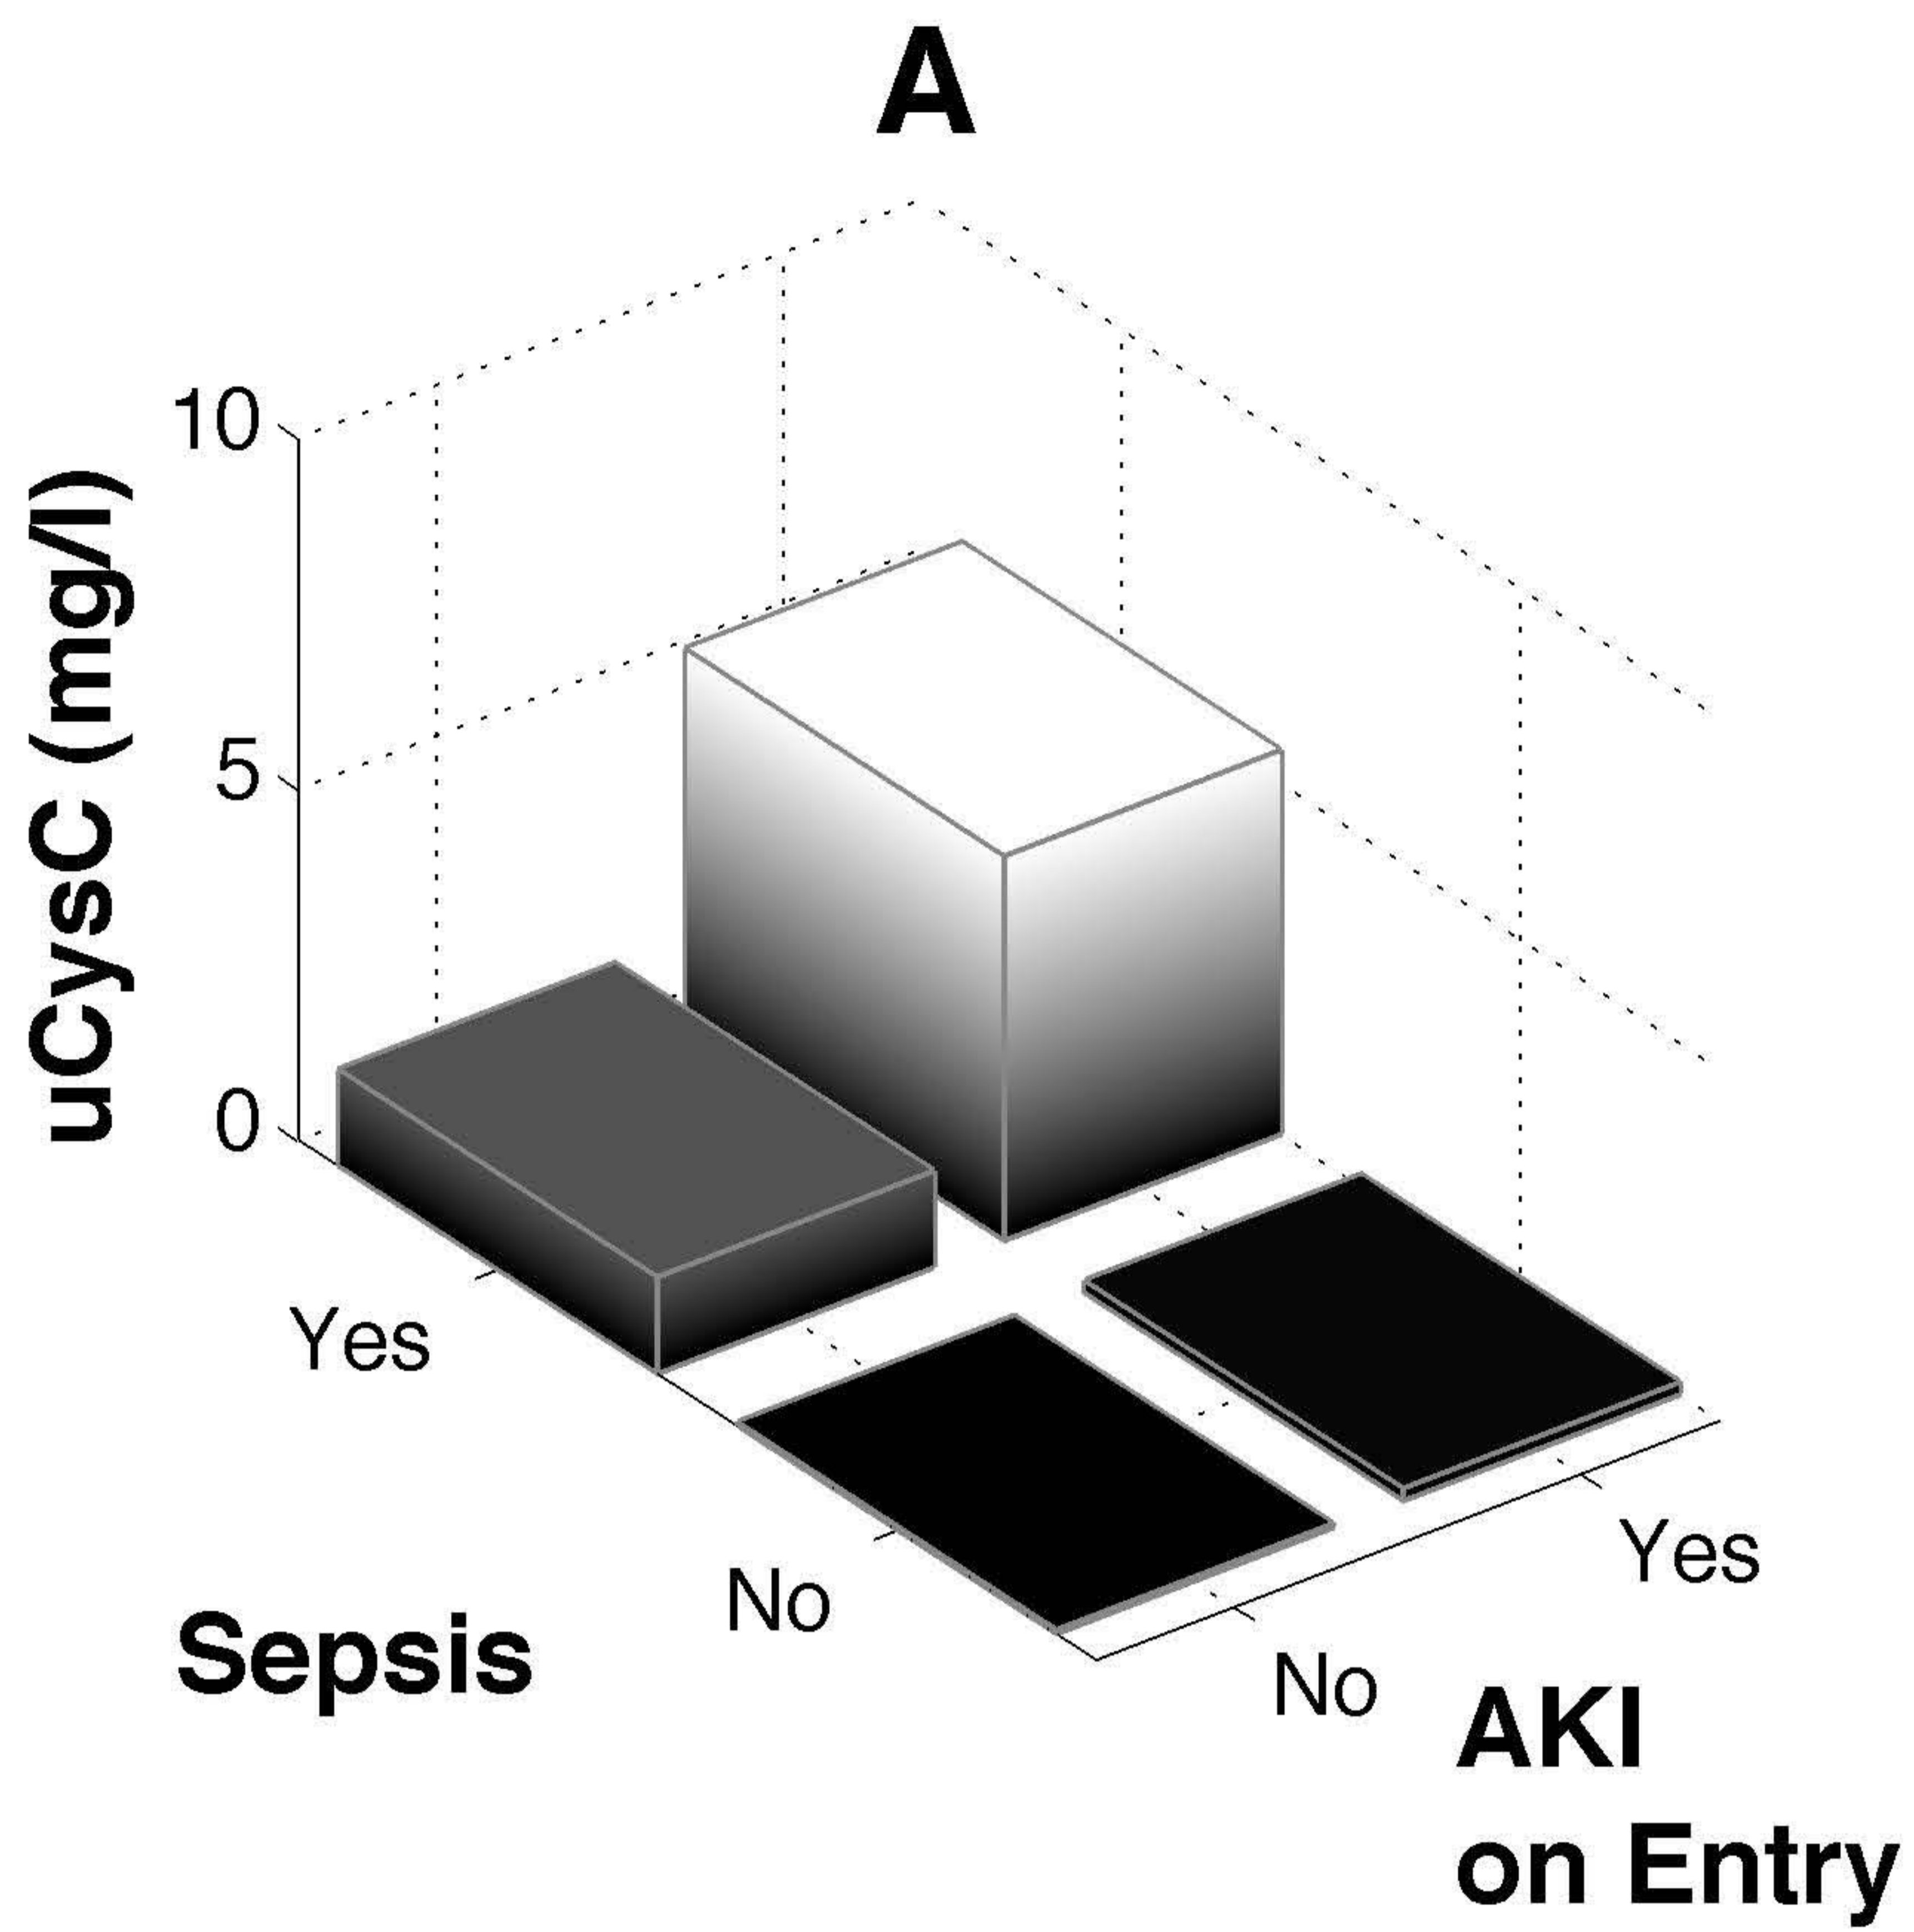 A
10
5
0
uCysC (mg/l)
Yes
No
Sepsis
Yes
No
AKI
on Entry